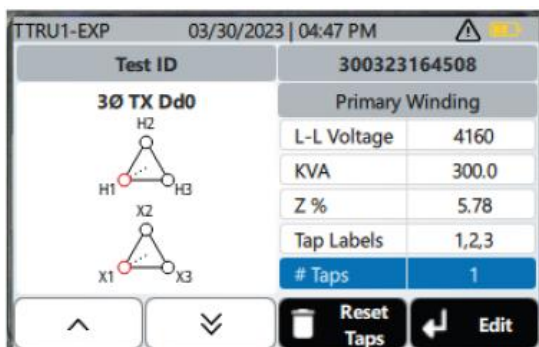 TTRU1-EXP 03/30/2023 | 04:47 PM
Test ID 300323164508
3Ø TX Dd0
H2
H1 H3
X2
X1 X3
Primary Winding
L-L Voltage 4160
KVA 300.0
Z % 5.78
Tap Labels 1,2,3
# Taps 1
Reset Taps
Edit